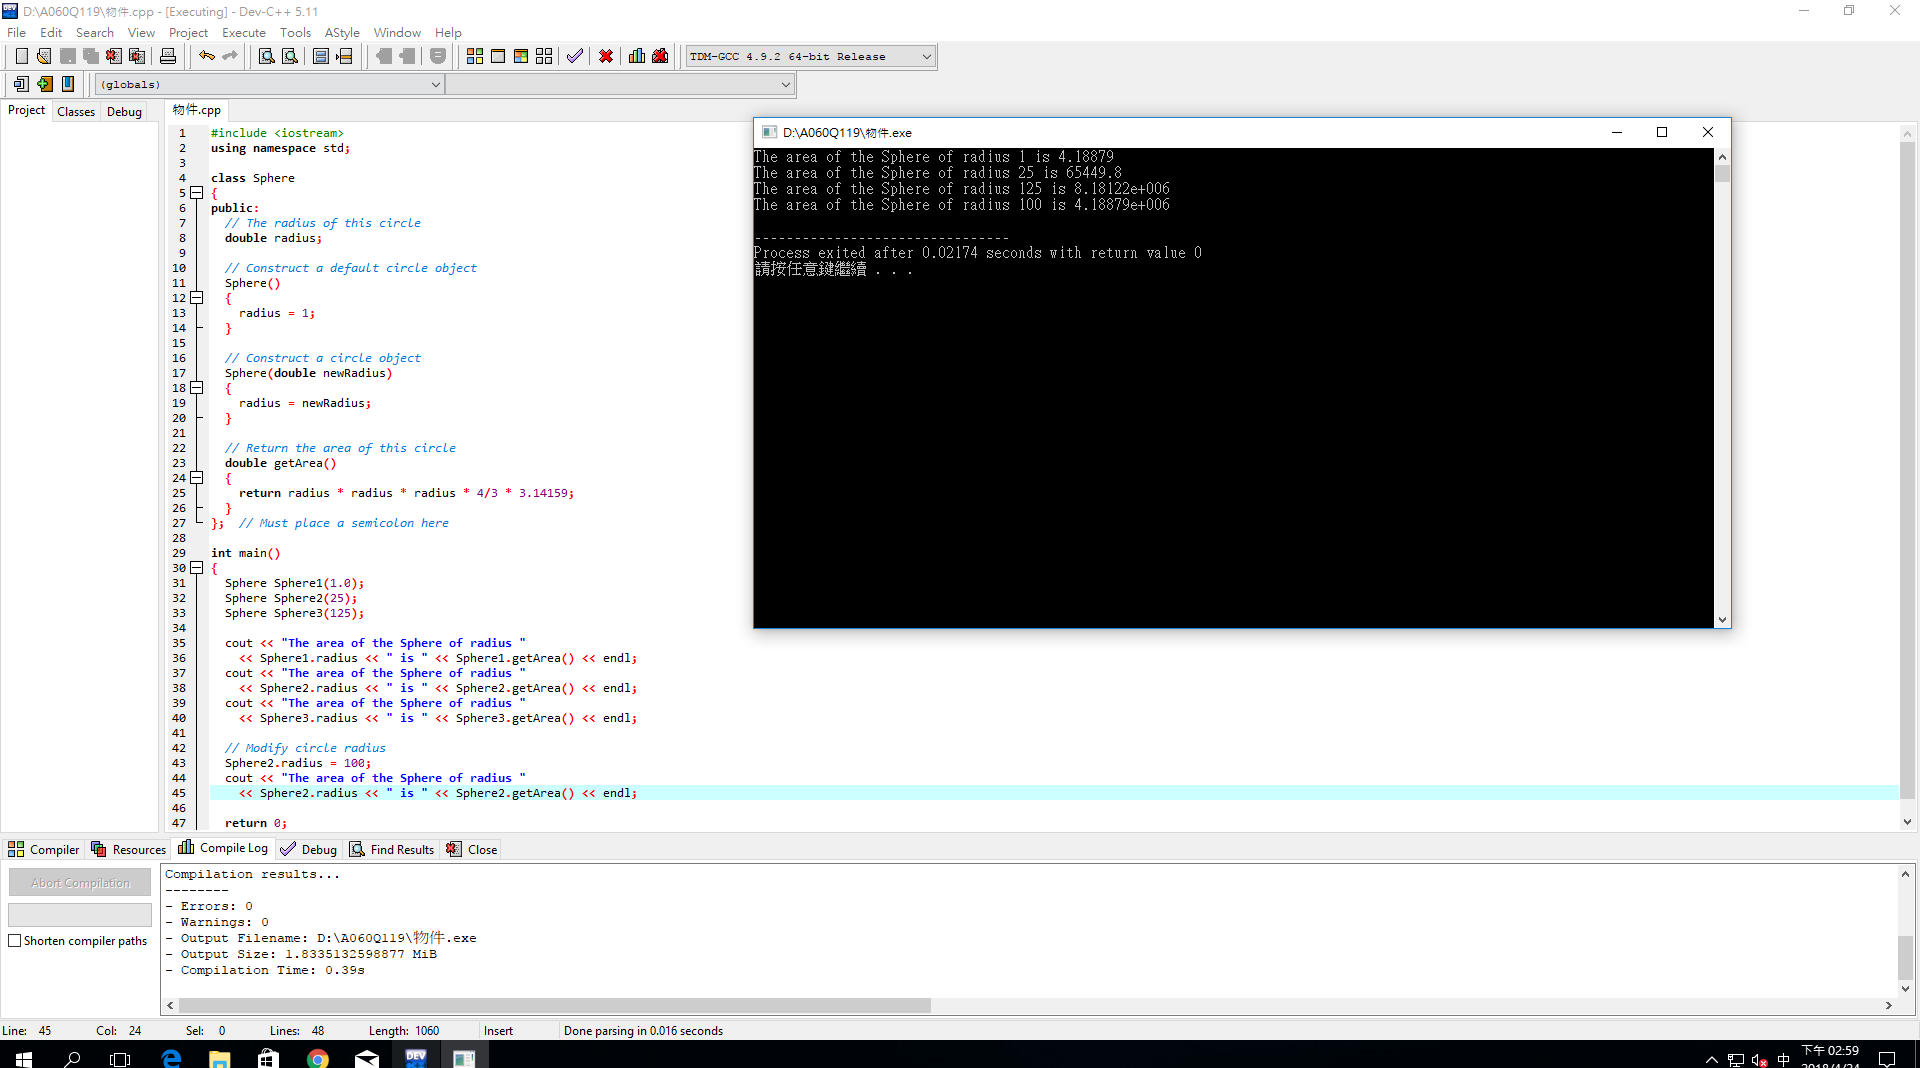 D:\A060Q119\物件.cpp - [Executing] - Dev-C++ 5.11
File Edit Search View Project Execute Tools AStyle Window Help
TDM-GCC 4.9.2 64-bit Release
(globals)
Project Classes Debug
物件.cpp
1 #include <iostream>
2 using namespace std;
3
4 class Sphere
5 {
6 public:
7 // The radius of this circle
8 double radius;
9
10 // Construct a default circle object
11 Sphere()
12 {
13 radius = 1;
14 }
15
16 // Construct a circle object
17 Sphere(double newRadius)
18 {
19 radius = newRadius;
20 }
21
22 // Return the area of this circle
23 double getArea()
24 {
25 return radius * radius * radius * 4/3 * 3.14159;
26 }
27 }; // Must place a semicolon here
28
29 int main()
30 {
31 Sphere Sphere1(1.0);
32 Sphere Sphere2(25);
33 Sphere Sphere3(125);
34
35 cout << "The area of the Sphere of radius "
36 << Sphere1.radius << " is " << Sphere1.getArea() << endl;
37 cout << "The area of the Sphere of radius "
38 << Sphere2.radius << " is " << Sphere2.getArea() << endl;
39 cout << "The area of the Sphere of radius "
40 << Sphere3.radius << " is " << Sphere3.getArea() << endl;
41
42 // Modify circle radius
43 Sphere2.radius = 100;
44 cout << "The area of the Sphere of radius "
45 << Sphere2.radius << " is " << Sphere2.getArea() << endl;
46
47 return 0;
D:\A060Q119\物件.exe
The area of the Sphere of radius 1 is 4.18879
The area of the Sphere of radius 25 is 65449.8
The area of the Sphere of radius 125 is 8.18122e+006
The area of the Sphere of radius 100 is 4.18879e+006
--------------------------------
Process exited after 0.02174 seconds with return value 0
請按任意鍵繼續 . . .
Compiler Resources Compile Log Debug Find Results Close
Abort Compilation
Shorten compiler paths
Compilation results...
--------
- Errors: 0
- Warnings: 0
- Output Filename: D:\A060Q119\物件.exe
- Output Size: 1.8335132598877 MiB
- Compilation Time: 0.39s
Line: 45 Col: 24 Sel: 0 Lines: 48 Length: 1060 Insert Done parsing in 0.016 seconds
DEV
中
下午 02:59
2018/4/24